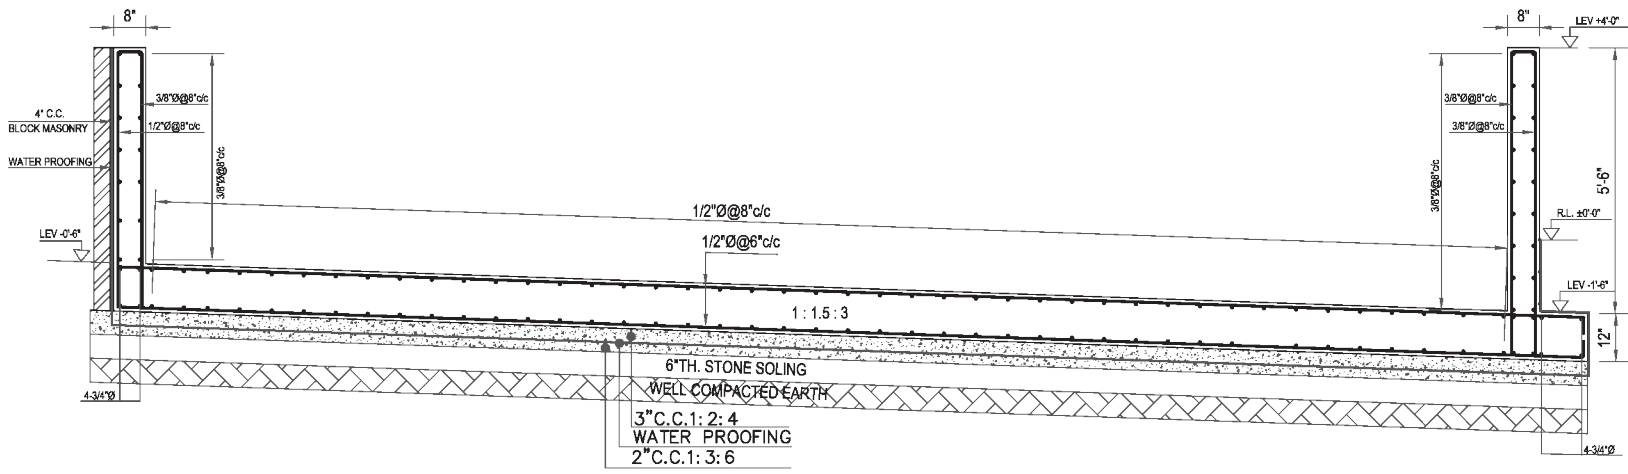 8"
8"
LEV +4'-0"
3/8"Ø@8"c/c
3/8"Ø@8"c/c
4" C.C.
BLOCK MASONRY
1/2"Ø@8"c/c
3/8"Ø@8"c/c
WATER PROOFING
3/8"Ø@8"c/c
3/8"Ø@8"c/c
5'-6"
1/2"Ø@8"c/c
R.L. ±0'-0"
LEV -0'-6"
1/2"Ø@6"c/c
LEV -1'-6"
1 : 1.5 : 3
12"
6"TH. STONE SOLING
WELL COMPACTED EARTH
4-3/4"Ø
3"C.C.1: 2: 4
WATER PROOFING
2"C.C.1: 3: 6
4-3/4"Ø